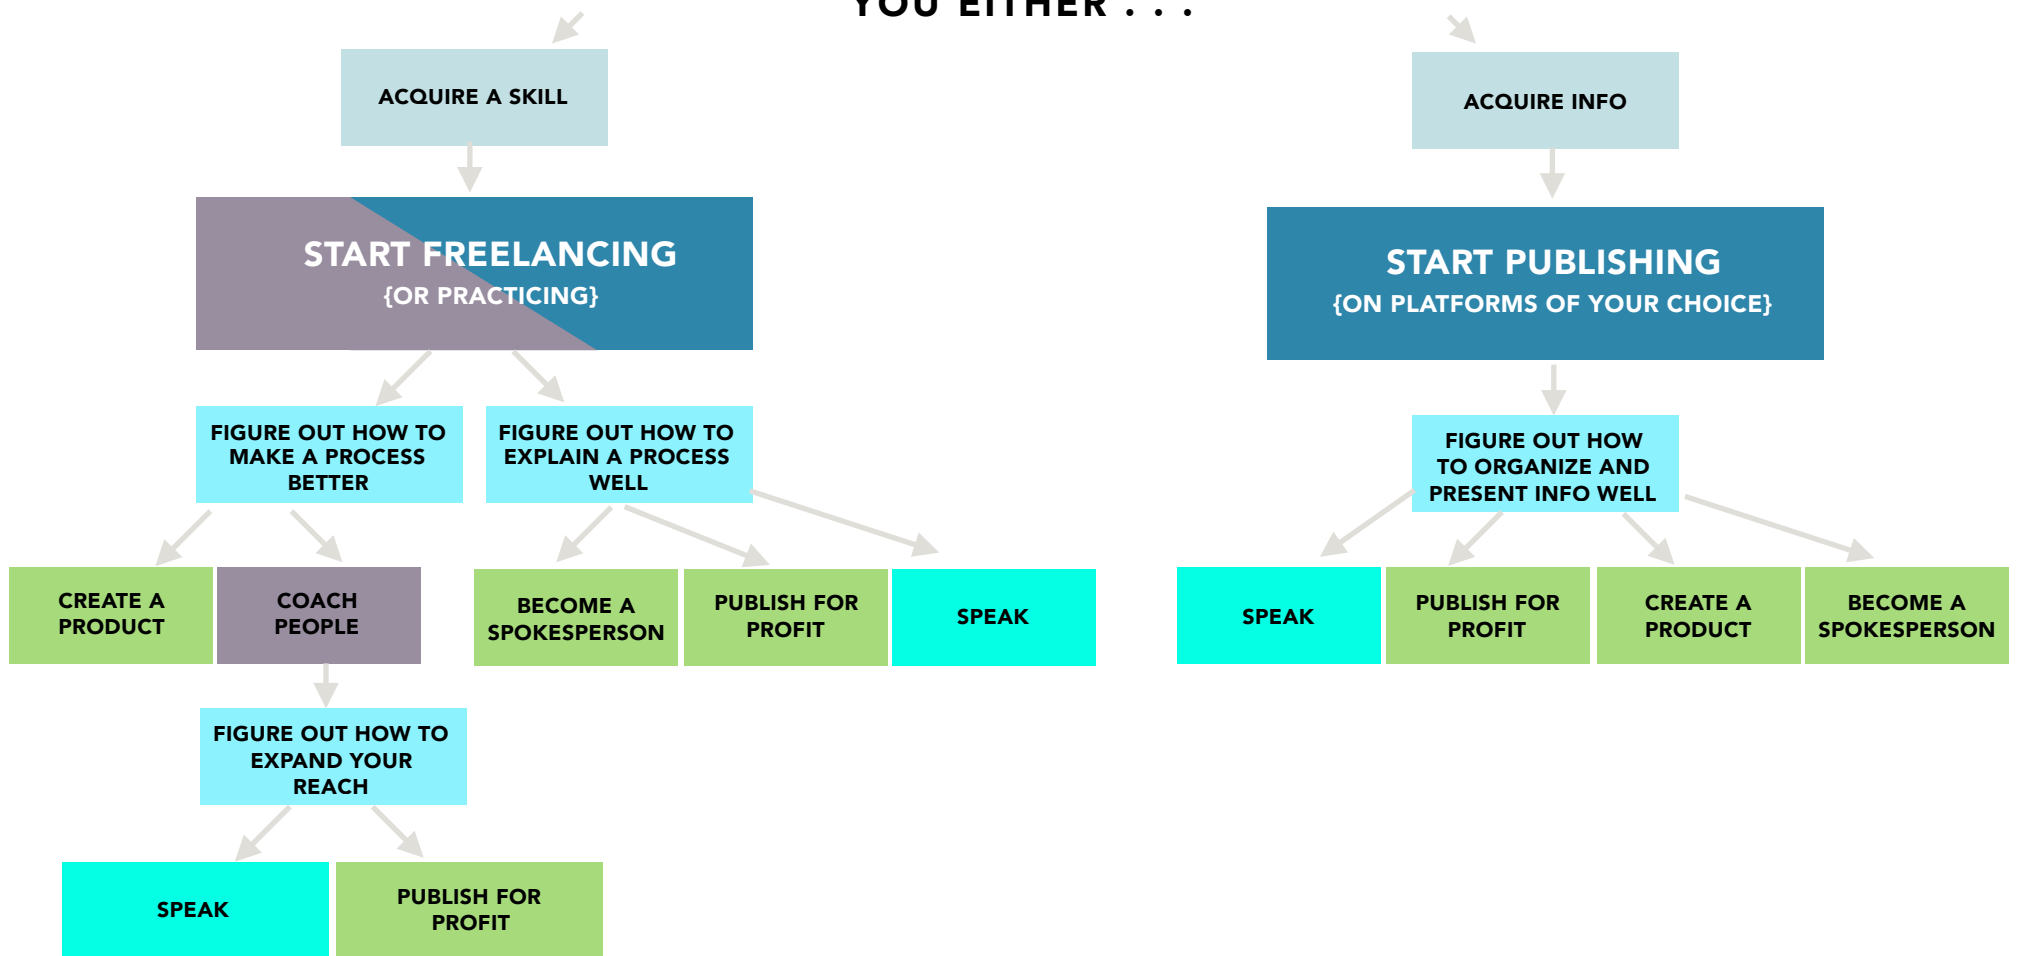 YOU EITHER . . .
ACQUIRE A SKILL
ACQUIRE INFO
START FREELANCING
{OR PRACTICING}
START PUBLISHING
{ON PLATFORMS OF YOUR CHOICE}
FIGURE OUT HOW TO
MAKE A PROCESS
BETTER
FIGURE OUT HOW TO
EXPLAIN A PROCESS
WELL
FIGURE OUT HOW
TO ORGANIZE AND
PRESENT INFO WELL
CREATE A
PRODUCT
COACH
PEOPLE
BECOME A
SPOKESPERSON
PUBLISH FOR
PROFIT
SPEAK
SPEAK
PUBLISH FOR
PROFIT
CREATE A
PRODUCT
BECOME A
SPOKESPERSON
FIGURE OUT HOW TO
EXPAND YOUR
REACH
SPEAK
PUBLISH FOR
PROFIT